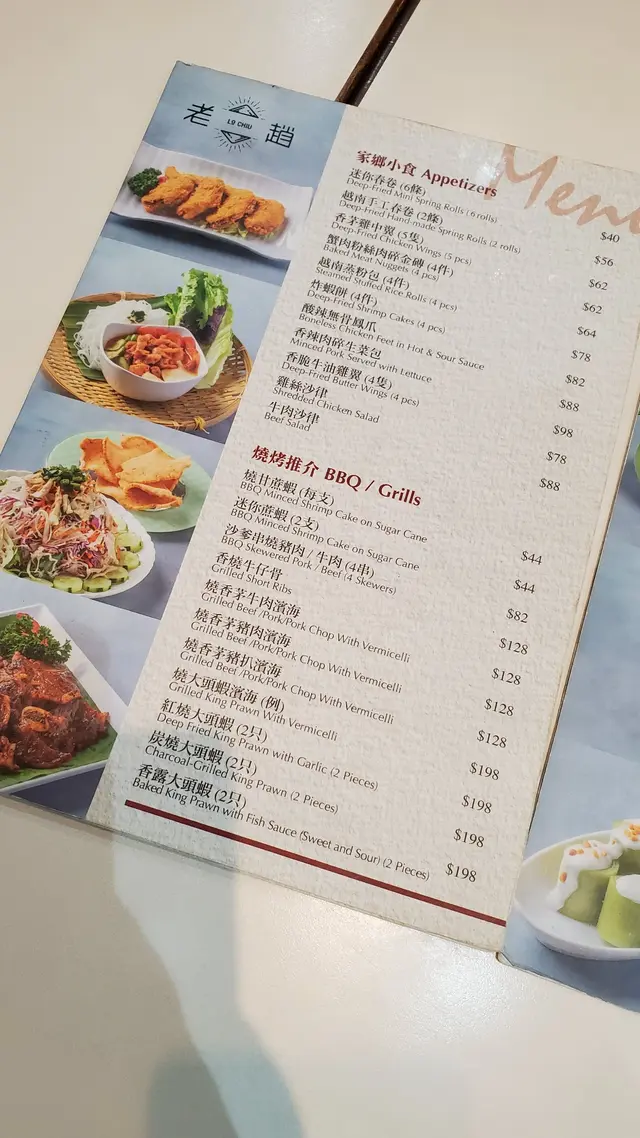 老 LO CHIU 趙
Menu
家鄉小食 Appetizers
迷你春卷 (6條)
Deep-Fried Mini Spring Rolls (6 rolls) $40
越南手工春卷 (2條)
Deep-Fried Hand-made Spring Rolls (2 rolls) $56
香茅雞中翼 (5隻)
Deep-Fried Chicken Wings (5 pcs) $62
蟹肉粉絲肉碎金磚 (4件)
Baked Meat Nuggets (4 pcs) $62
越南蒸粉包 (4件)
Steamed Stuffed Rice Rolls (4 pcs) $64
炸蝦餅 (4件)
Deep-Fried Shrimp Cakes (4 pcs) $78
酸辣無骨鳳爪
Boneless Chicken Feet in Hot & Sour Sauce $82
香辣肉碎生菜包
Minced Pork Served with Lettuce $88
香脆牛油雞翼 (4隻)
Deep-Fried Butter Wings (4 pcs) $98
雞絲沙律
Shredded Chicken Salad $78
牛肉沙律
Beef Salad $88
燒烤推介 BBQ / Grills
燒甘蔗蝦 (每支)
BBQ Minced Shrimp Cake on Sugar Cane $44
迷你蔗蝦 (2支)
BBQ Minced Shrimp Cake on Sugar Cane $44
沙爹串燒豬肉 / 牛肉 (4串)
BBQ Skewered Pork / Beef (4 Skewers) $82
香燒牛仔骨
Grilled Short Ribs $128
燒香茅牛肉濱海
Grilled Beef /Pork/Pork Chop With Vermicelli $128
燒香茅豬肉濱海
Grilled Beef /Pork/Pork Chop With Vermicelli $128
燒香茅豬扒濱海
Grilled Beef /Pork/Pork Chop With Vermicelli $128
燒大頭蝦濱海 (例)
Grilled King Prawn With Vermicelli $198
紅燒大頭蝦 (2只)
Deep Fried King Prawn with Garlic (2 Pieces) $198
炭燒大頭蝦 (2只)
Charcoal-Grilled King Prawn (2 Pieces) $198
香露大頭蝦 (2只)
Baked King Prawn with Fish Sauce (Sweet and Sour) (2 Pieces) $198